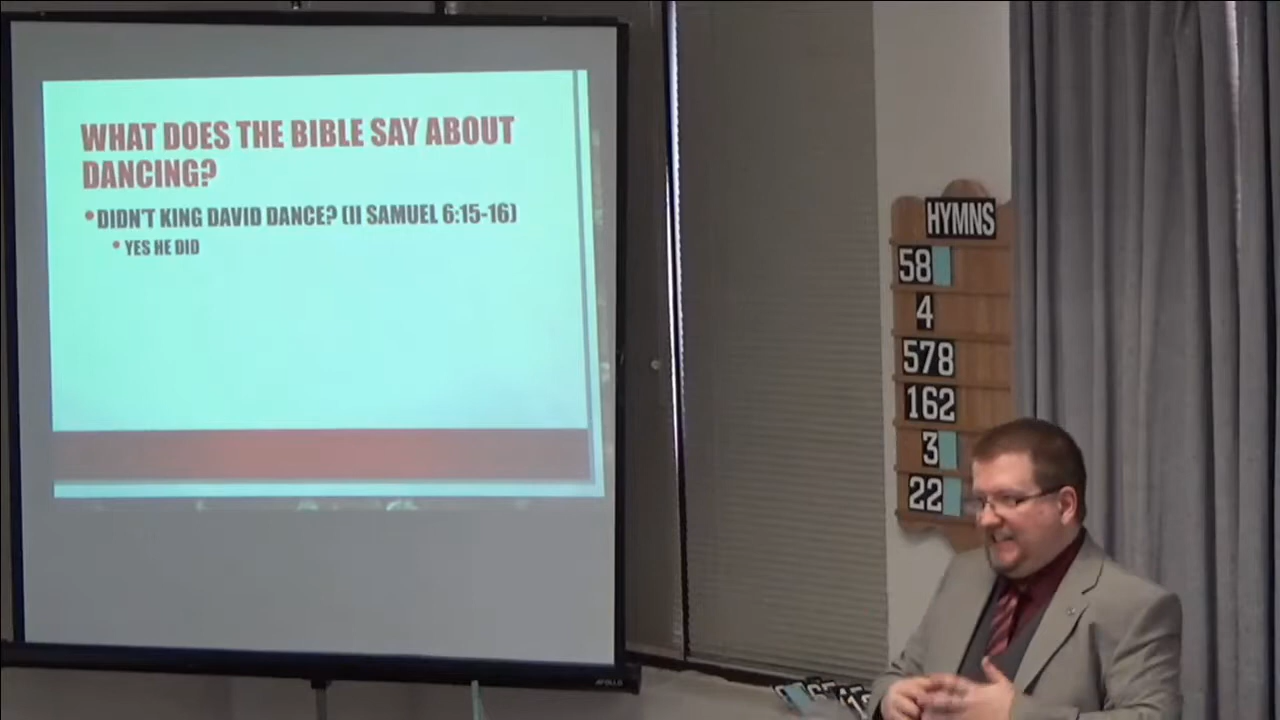 WHAT DOES THE BIBLE SAY ABOUT
DANCING?
•DIDN'T KING DAVID DANCE? (II SAMUEL 6:15-16)
• YES HE DID
HYMNS
58
4
578
162
3
22
APOLLO